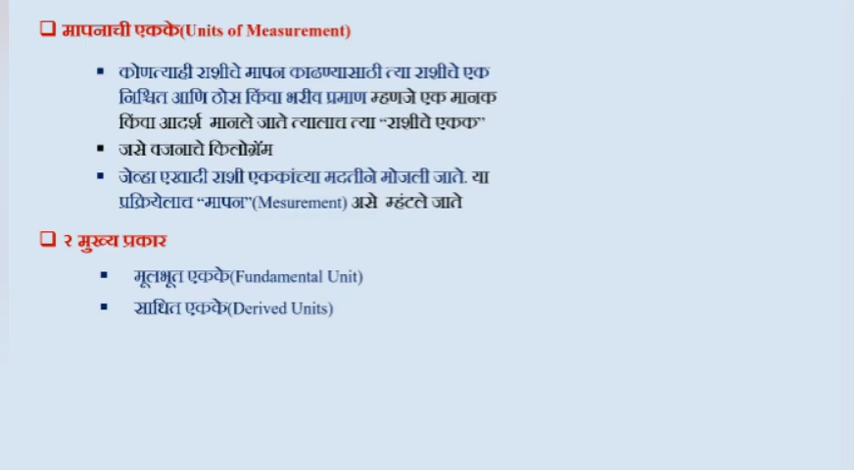 ❑ मापनाची एकके(Units of Measurement)
▪ कोणत्याही राशीचे मापन काढण्यासाठी त्या राशीचे एक
निश्चित आणि ठोस किंवा भरीव प्रमाण म्हणजे एक मानक
किंवा आदर्श मानले जाते त्यालाच त्या “राशीचे एकक”
▪ जसे वजनाचे किलोग्रॅम
▪ जेव्हा एखादी राशी एककांच्या मदतीने मोजली जाते. या
प्रक्रियेलाच “मापन”(Mesurement) असे म्हंटले जाते
❑ २ मुख्य प्रकार
▪ मूलभूत एकके(Fundamental Unit)
▪ साधित एकके(Derived Units)